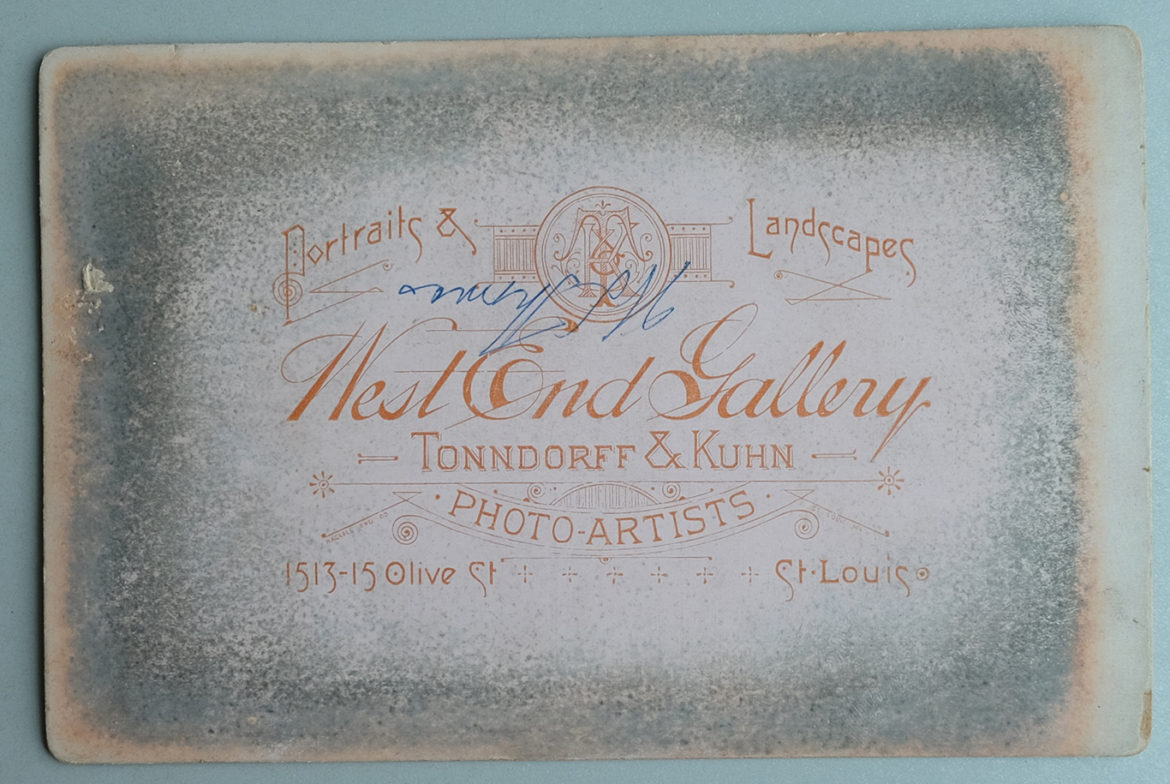 Portraits & Landscapes
West End Gallery
TONNDORFF & KUHN
· PHOTO-ARTISTS ·
1513-15 Olive St + + + + + + St. Louis